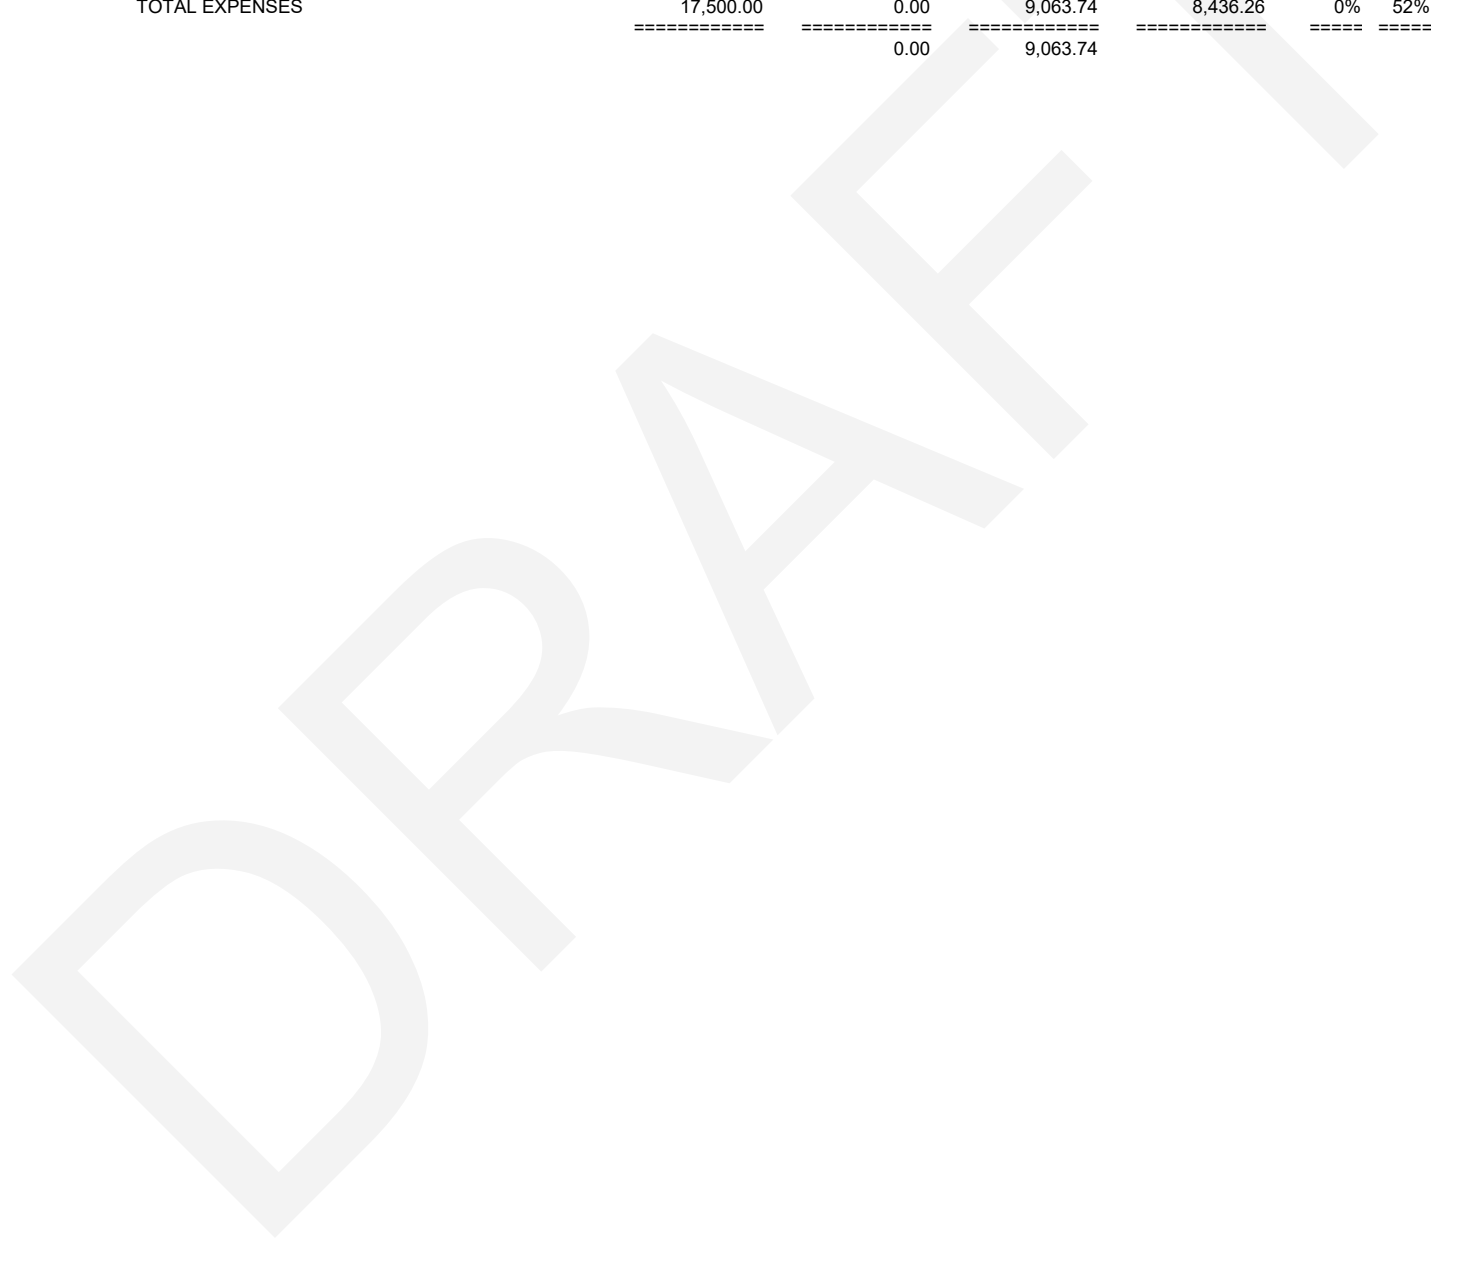 TOTAL EXPENSES 17,500.00 0.00 9,063.74 8,436.26 0% 52%
============ ============ ============ ============ ===== =====
0.00 9,063.74
DRAFT